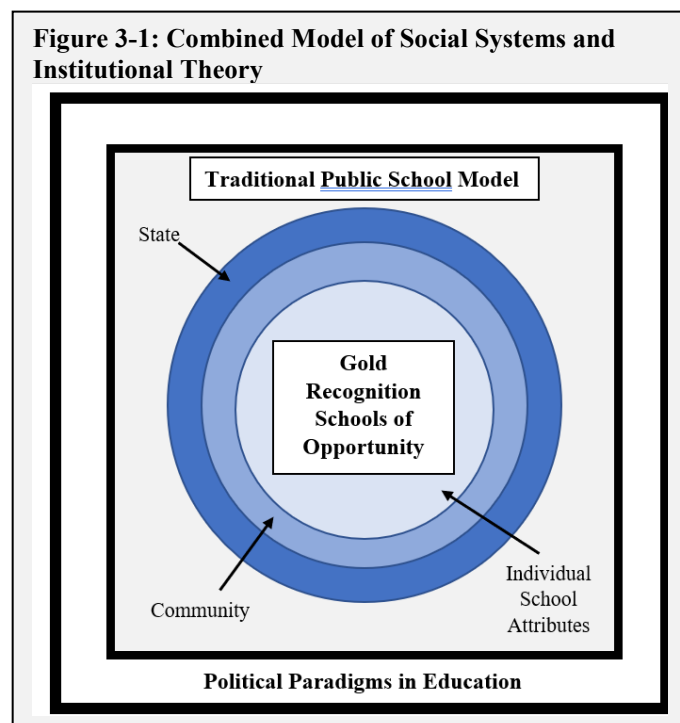 Figure 3-1: Combined Model of Social Systems and
Institutional Theory
Traditional Public School Model
State
Gold
Recognition
Schools of
Opportunity
Community
Individual
School
Attributes
Political Paradigms in Education